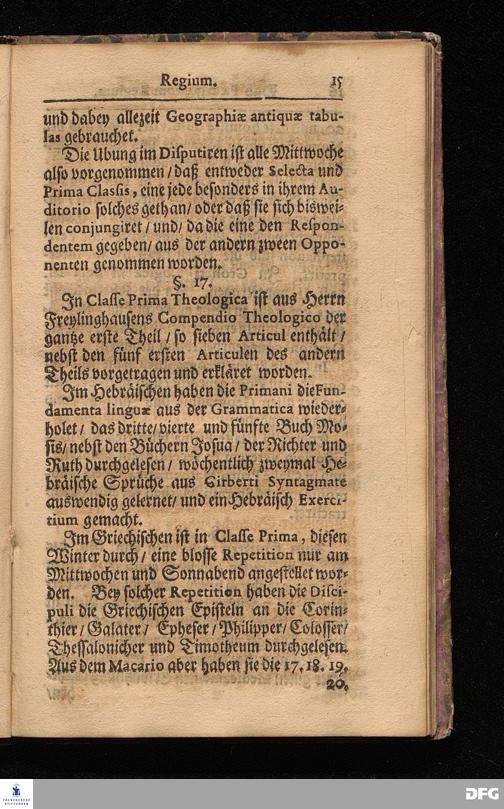 Regium. 15
und dabey allezeit Geographiæ antiquæ tabu-
las gebrauchet.
Die Ubung im Disputiren ist alle Mittwoche
also vorgenommen / daß entweder Selecta und
Prima Classis, eine jede besonders in ihrem Au-
ditorio solches gethan / oder daß sie sich biswei-
len conjungiret / und / da die eine den Respon-
dentem gegeben / aus der andern zween Oppo-
nenten genommen worden.
§. 17.
In Classe Prima Theologica ist aus Herrn
Freylinghausens Compendio Theologico der
gantze erste Theil / so sieben Articul enthält /
nebst den fünf ersten Articulen des andern
Theils vorgetragen und erkläret worden.
Im Hebräischen haben die Primani die Fun-
damenta linguæ aus der Grammatica wieder-
holet / das dritte / vierte und fünfte Buch Mo-
sis / nebst den Büchern Josua / der Richter und
Ruth durchgelesen / wöchentlich zweymal He-
bräische Sprüche aus Girberti Syntagmate
auswendig gelernet / und ein Hebräisch Exerci-
tium gemacht.
Im Griechischen ist in Classe Prima, diesen
Winter durch / eine blosse Repetition nur am
Mittwochen und Sonnabend angestellet wor-
den. Bey solcher Repetition haben die Disci-
puli die Griechischen Episteln an die Corin-
thier / Galater / Epheser / Philipper / Colosser /
Thessalonicher und Timotheum durchgelesen.
Aus dem Macario aber haben sie die 17. 18. 19.
20.
FRANCKESCHE
STIFTUNGEN
DFG